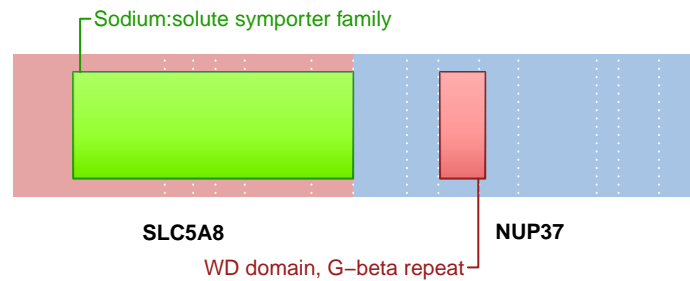 Sodium:solute symporter family
SLC5A8
NUP37
WD domain, G−beta repeat